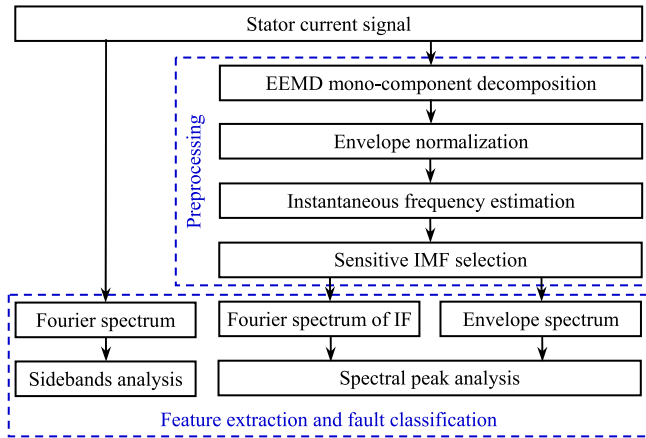 Stator current signal
EEMD mono-component decomposition
Envelope normalization
Preprocessing
Instantaneous frequency estimation
Sensitive IMF selection
Fourier spectrum
Fourier spectrum of IF
Envelope spectrum
Sidebands analysis
Spectral peak analysis
Feature extraction and fault classification